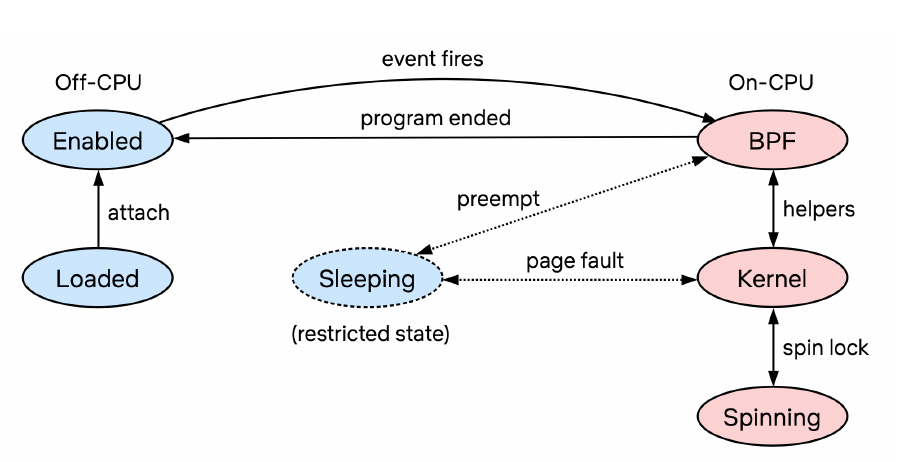 event fires
Off-CPU
On-CPU
program ended
Enabled
BPF
preempt
attach
helpers
page fault
Loaded
Sleeping
Kernel
(restricted state)
spin lock
Spinning